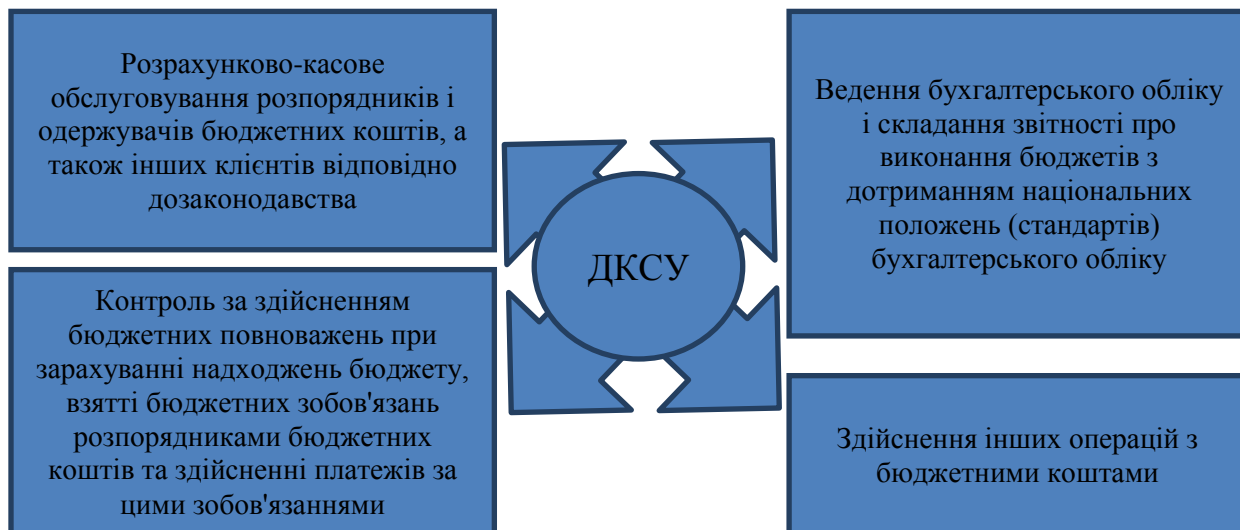 Розрахунково-касове
обслуговування розпорядників і
одержувачів бюджетних коштів, а
також інших клієнтів відповідно
дозаконодавства
Контроль за здійсненням
бюджетних повноважень при
зарахуванні надходжень бюджету,
взятті бюджетних зобов'язань
розпорядниками бюджетних
коштів та здійсненні платежів за
цими зобов'язаннями
ДКСУ
Ведення бухгалтерського обліку
і складання звітності про
виконання бюджетів з
дотриманням національних
положень (стандартів)
бухгалтерського обліку
Здійснення інших операцій з
бюджетними коштами